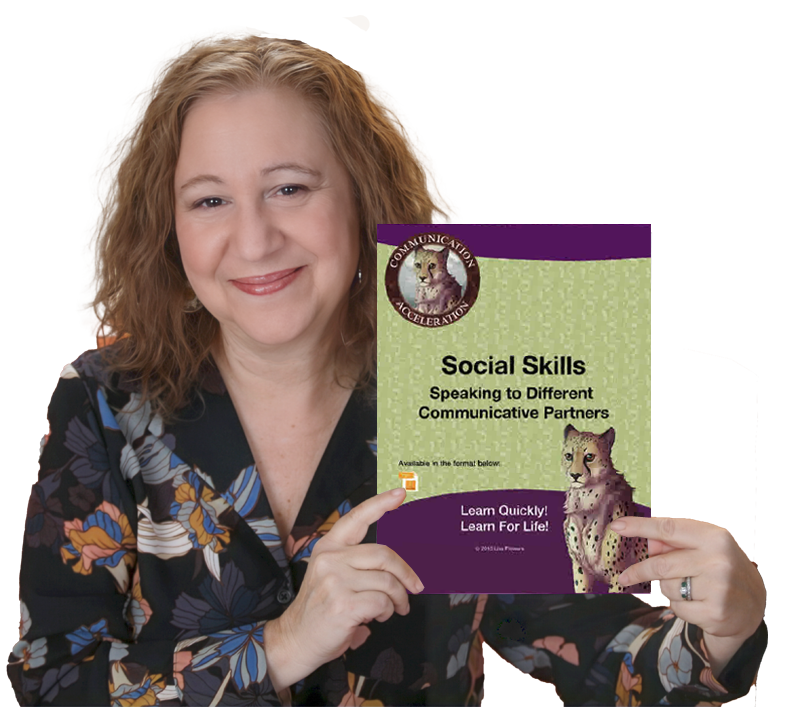 COMMUNICATION
ACCELERATION
Social Skills
Speaking to Different
Communicative Partners
Available in the format below:
Learn Quickly!
Learn For Life!